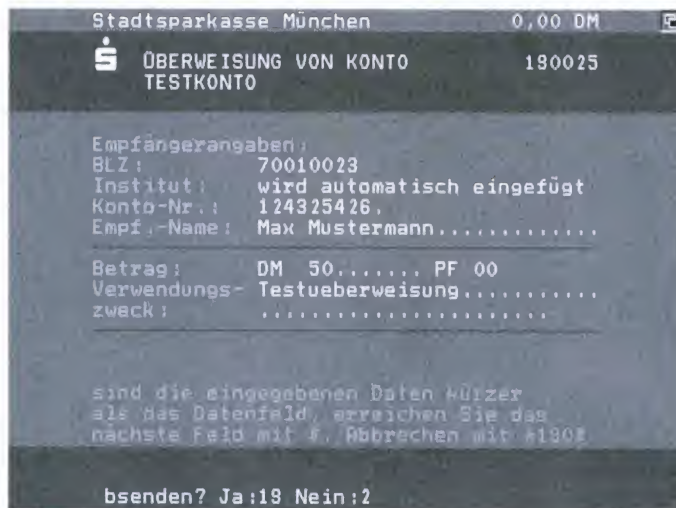 Stadtsparkasse München 0,00 DM
ÜBERWEISUNG VON KONTO 190025
TESTKONTO
Empfängerangaben:
BLZ: 70010023
Institut: wird automatisch eingefügt
Konto-Nr.: 124325426.
Empf.-Name: Max Mustermann.............
Betrag: DM 50....... PF 00
Verwendungs- Testueberweisung...........
zweck: .......................
sind die eingegebenen Daten kürzer
als das Datenfeld, erreichen Sie das
nächste Feld mit #. Abbrechen mit *190#
bsenden? Ja:19 Nein:2